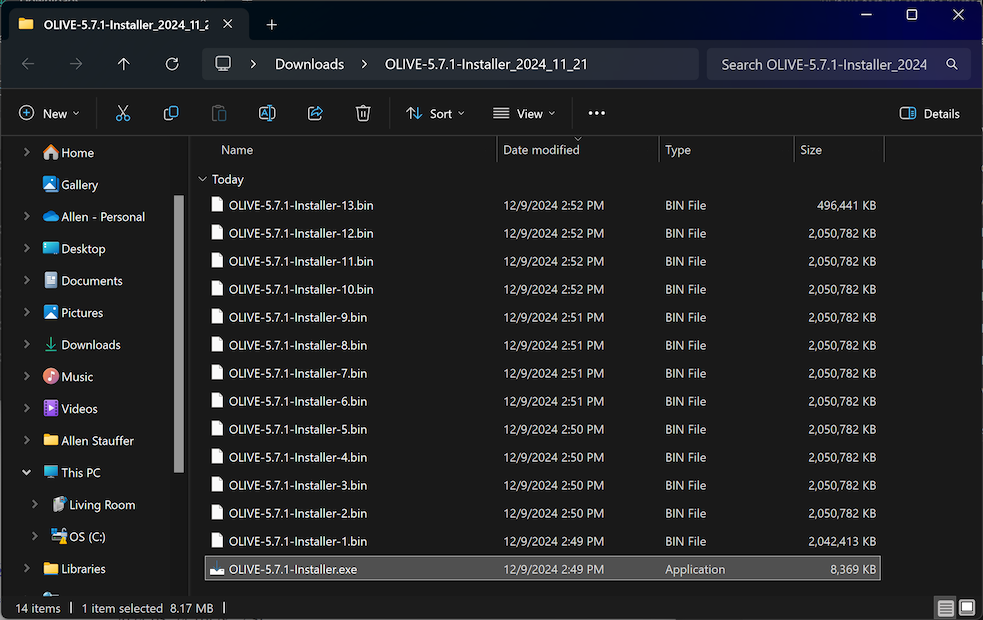 OLIVE-5.7.1-Installer_2024_11_2
Downloads
OLIVE-5.7.1-Installer_2024_11_21
Search OLIVE-5.7.1-Installer_2024
New
Sort
View
Details
Home
Gallery
Allen - Personal
Desktop
Documents
Pictures
Downloads
Music
Videos
Allen Stauffer
This PC
Living Room
OS (C:)
Libraries
Name Date modified Type Size
Today
OLIVE-5.7.1-Installer-13.bin 12/9/2024 2:52 PM BIN File 496,441 KB
OLIVE-5.7.1-Installer-12.bin 12/9/2024 2:52 PM BIN File 2,050,782 KB
OLIVE-5.7.1-Installer-11.bin 12/9/2024 2:52 PM BIN File 2,050,782 KB
OLIVE-5.7.1-Installer-10.bin 12/9/2024 2:52 PM BIN File 2,050,782 KB
OLIVE-5.7.1-Installer-9.bin 12/9/2024 2:51 PM BIN File 2,050,782 KB
OLIVE-5.7.1-Installer-8.bin 12/9/2024 2:51 PM BIN File 2,050,782 KB
OLIVE-5.7.1-Installer-7.bin 12/9/2024 2:51 PM BIN File 2,050,782 KB
OLIVE-5.7.1-Installer-6.bin 12/9/2024 2:51 PM BIN File 2,050,782 KB
OLIVE-5.7.1-Installer-5.bin 12/9/2024 2:50 PM BIN File 2,050,782 KB
OLIVE-5.7.1-Installer-4.bin 12/9/2024 2:50 PM BIN File 2,050,782 KB
OLIVE-5.7.1-Installer-3.bin 12/9/2024 2:50 PM BIN File 2,050,782 KB
OLIVE-5.7.1-Installer-2.bin 12/9/2024 2:50 PM BIN File 2,050,782 KB
OLIVE-5.7.1-Installer-1.bin 12/9/2024 2:49 PM BIN File 2,042,413 KB
OLIVE-5.7.1-Installer.exe 12/9/2024 2:49 PM Application 8,369 KB
14 items 1 item selected 8.17 MB